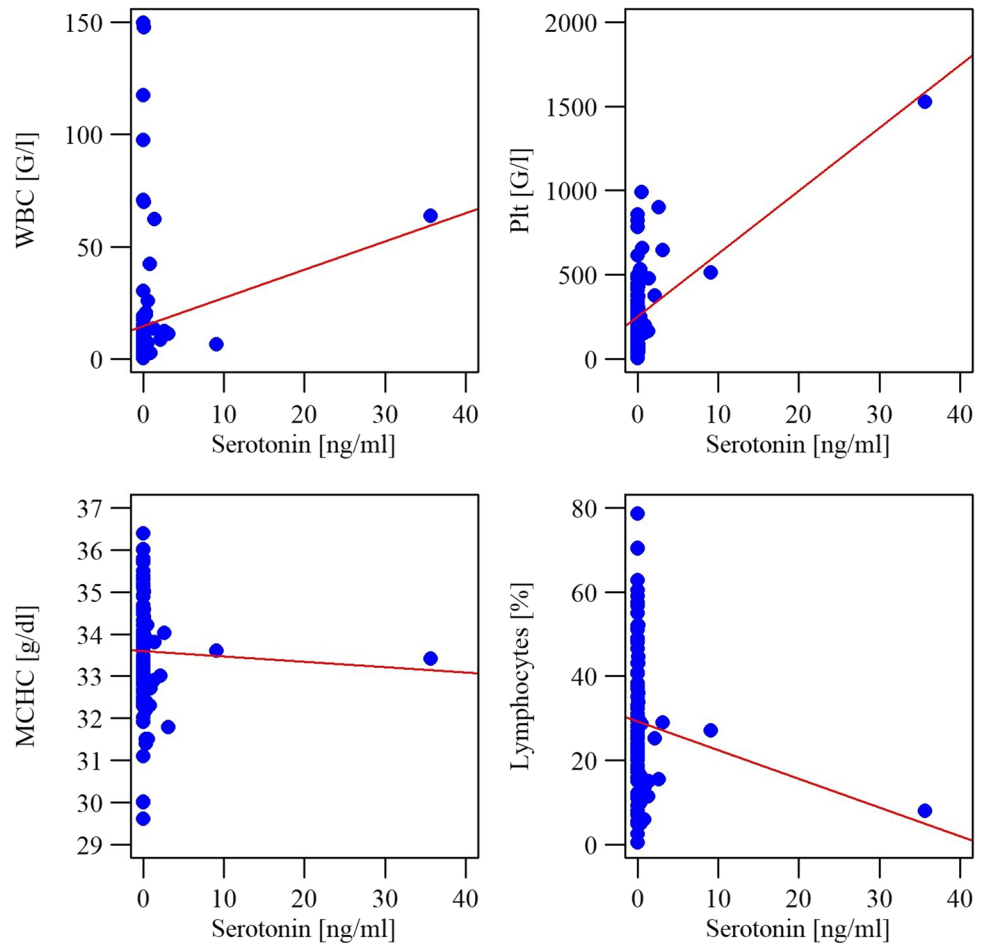 WBC [G/l]
150
100
50
0
0 10 20 30 40
Serotonin [ng/ml]
Plt [G/l]
2000
1500
1000
500
0
0 10 20 30 40
Serotonin [ng/ml]
MCHC [g/dl]
37
36
35
34
33
32
31
30
29
0 10 20 30 40
Serotonin [ng/ml]
Lymphocytes [%]
80
60
40
20
0
0 10 20 30 40
Serotonin [ng/ml]